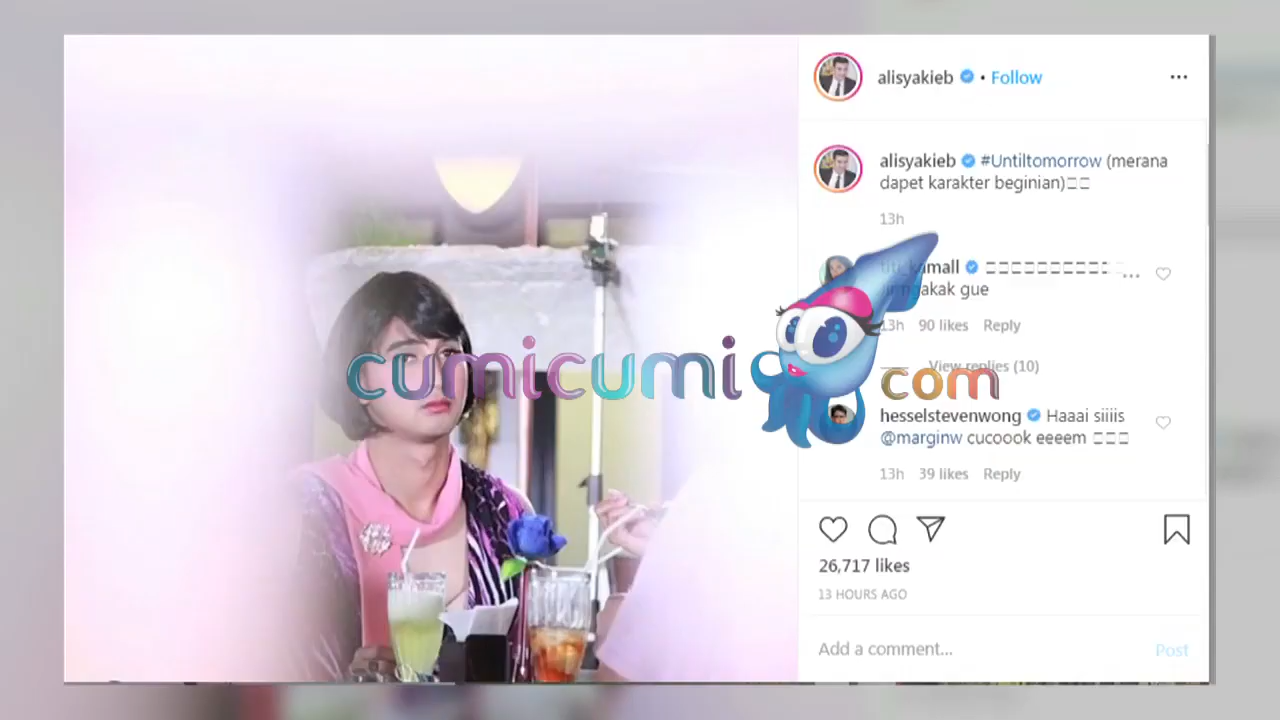 alisyakieb • Follow
alisyakieb #Untiltomorrow (merana
dapet karakter beginian)
13h
gakak gue
13h 90 likes Reply
View replies (10)
cumicumi com
hesselstevenwong Haaai siiiis
@marginw cucoook eeeem
13h 39 likes Reply
26,717 likes
13 HOURS AGO
Add a comment... Post